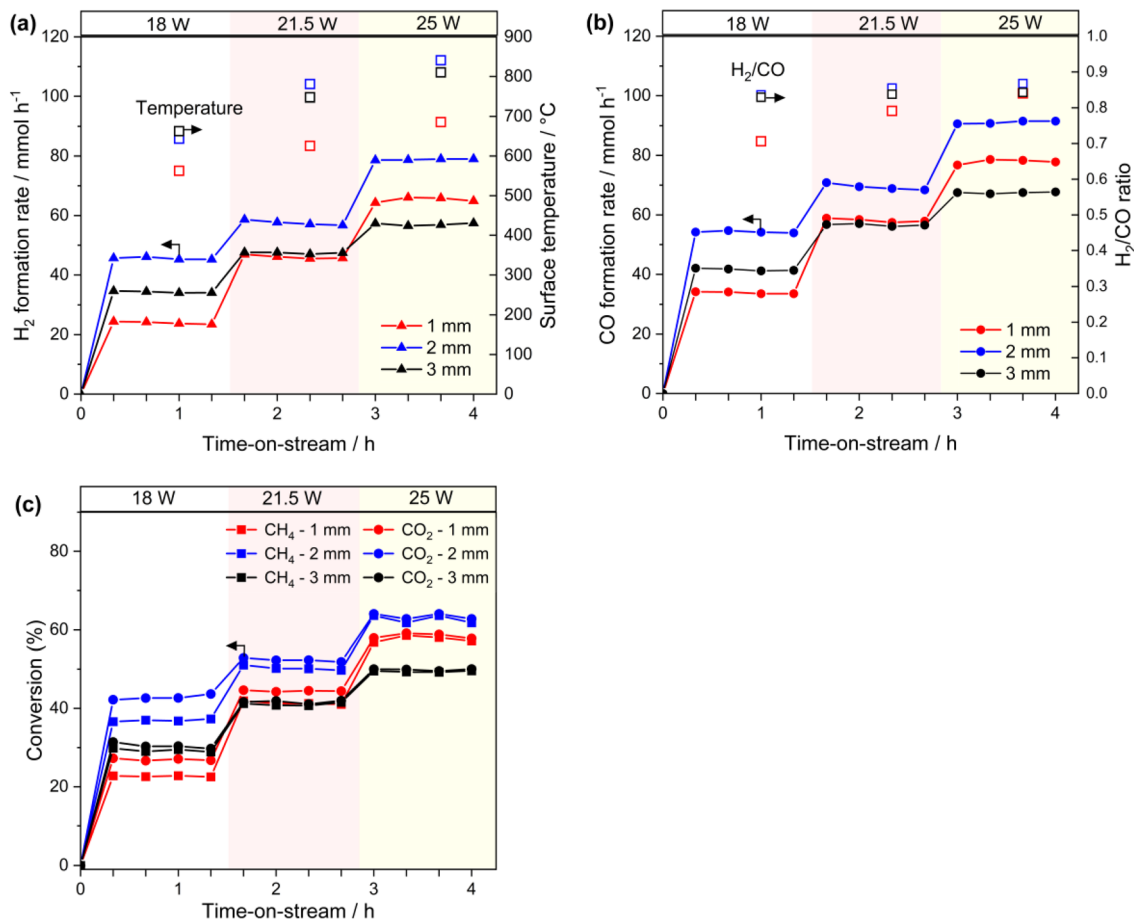 (a)
18 W 21.5 W 25 W
120 900
100 800
80 700
60 600
40 500
20 400
0 300
200
100
0
H₂ formation rate / mmol h⁻¹
Surface temperature / °C
Temperature
1 mm
2 mm
3 mm
0 1 2 3 4
Time-on-stream / h
(b)
18 W 21.5 W 25 W
120 1.0
100 0.9
80 0.8
60 0.7
40 0.6
20 0.5
0 0.4
0.3
0.2
0.1
0.0
CO formation rate / mmol h⁻¹
H₂/CO ratio
H₂/CO
1 mm
2 mm
3 mm
0 1 2 3 4
Time-on-stream / h
(c)
18 W 21.5 W 25 W
CH₄ - 1 mm CO₂ - 1 mm
CH₄ - 2 mm CO₂ - 2 mm
CH₄ - 3 mm CO₂ - 3 mm
80
60
40
20
0
Conversion (%)
0 1 2 3 4
Time-on-stream / h